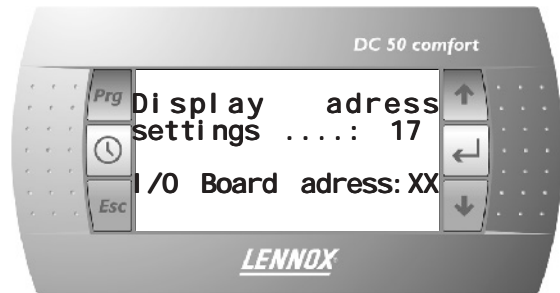 DC 50 comfort
Prg
Display adress
settings ....: 17
I/O Board adress:XX
Esc
LENNOX